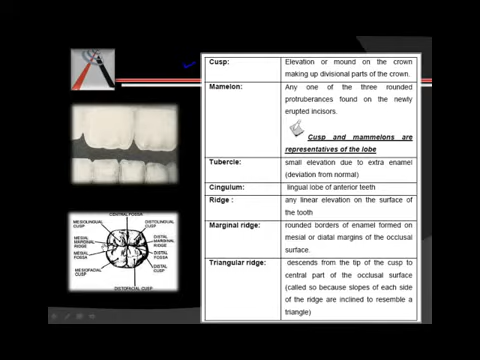 Cusp: Elevation or mound on the crown
making up divisional parts of the crown.
Mamelon: Any one of the three rounded
protruberances found on the newly
erupted incisors.
Cusp and mammelons are
representatives of the lobe
Tubercle: small elevation due to extra enamel
(deviation from normal)
Cingulum: lingual lobe of anterior teeth
Ridge : any linear elevation on the surface of
the tooth
Marginal ridge: rounded borders of enamel formed on
mesial or diatal margins of the occlusal
surface.
Triangular ridge: descends from the tip of the cusp to
central part of the occlusal surface
(called so because slopes of each side
of the ridge are inclined to resemble a
triangle)
CENTRAL FOSSA
MESIOLINGUAL
CUSP
DISTOLINGUAL
CUSP
MESIAL
MARGINAL
RIDGE
DISTAL
MARGINAL
RIDGE
MESIAL
FOSSA
DISTAL
FOSSA
MESIOFACIAL
CUSP
DISTAL
CUSP
DISTOFACIAL CUSP